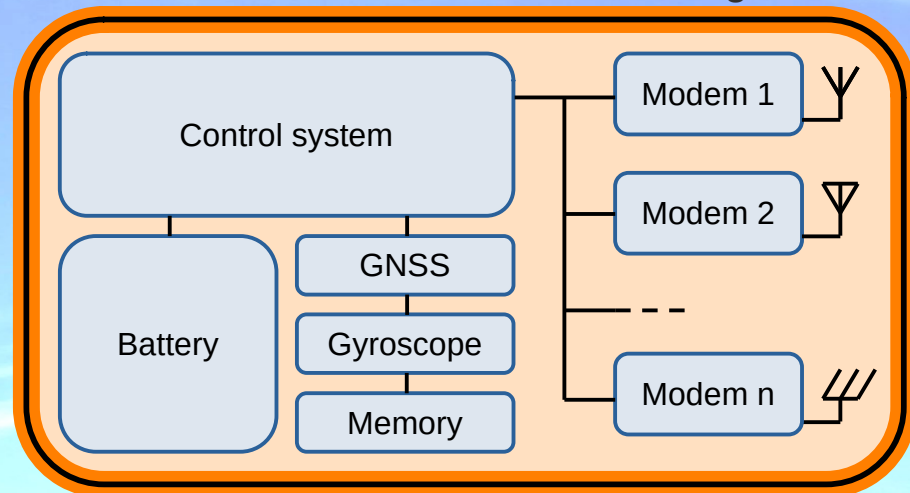 Control system
Modem 1
Modem 2
GNSS
Battery
Gyroscope
Modem n
Memory